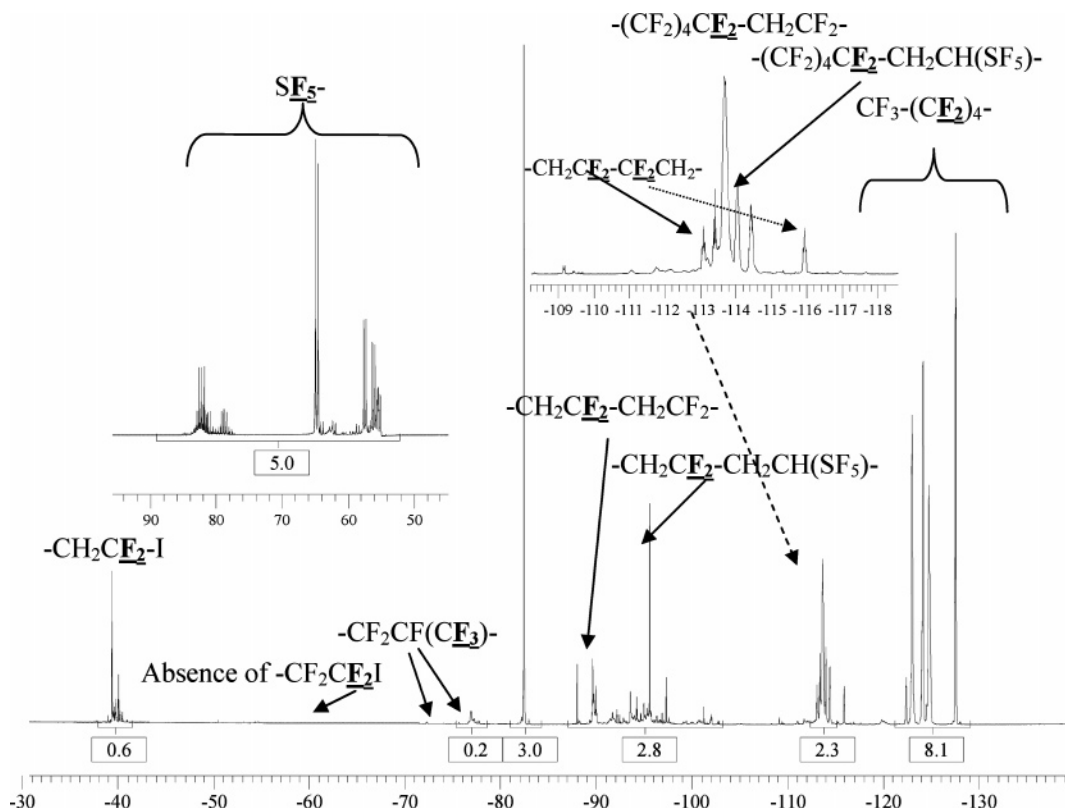 -(CF2)4CF2-CH2CF2-
-(CF2)4CF2-CH2CH(SF5)-
SF5-
CF3-(CF2)4-
-CH2CF2-CF2CH2-
-109 -110 -111 -112 -113 -114 -115 -116 -117 -118
-CH2CF2-CH2CF2-
-CH2CF2-CH2CH(SF5)-
5.0
90 80 70 60 50
-CH2CF2-I
-CF2CF(CF3)-
Absence of -CF2CF2I
0.6 0.2 3.0 2.8 2.3 8.1
-30 -40 -50 -60 -70 -80 -90 -100 -110 -120 -130